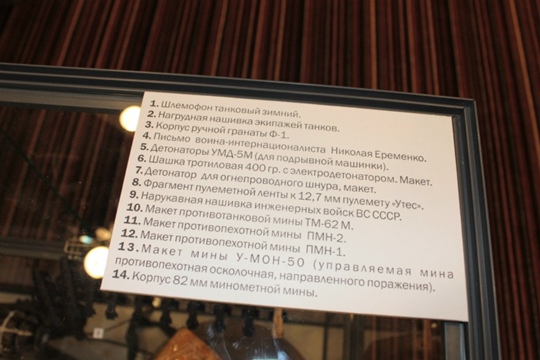 1. Шлемофон танковый зимний.
2. Нагрудная нашивка экипажей танков.
3. Корпус ручной гранаты Ф-1.
4. Письмо воина-интернационалиста Николая Еременко.
5. Детонаторы УМД-5М (для подрывной машинки).
6. Шашка тротиловая 400 гр. с электродетонатором. Макет.
7. Детонатор для огнепроводного шнура, макет.
8. Фрагмент пулеметной ленты к 12,7 мм пулемету «Утес».
9. Нарукавная нашивка инженерных войск ВС СССР.
10. Макет противотанковой мины ТМ-62 М.
11. Макет противопехотной мины ПМН-2.
12. Макет противопехотной мины ПМН-1.
13. Макет мины У-МОН-50 (управляемая мина
противопехотная осколочная, направленного поражения).
14. Корпус 82 мм минометной мины.